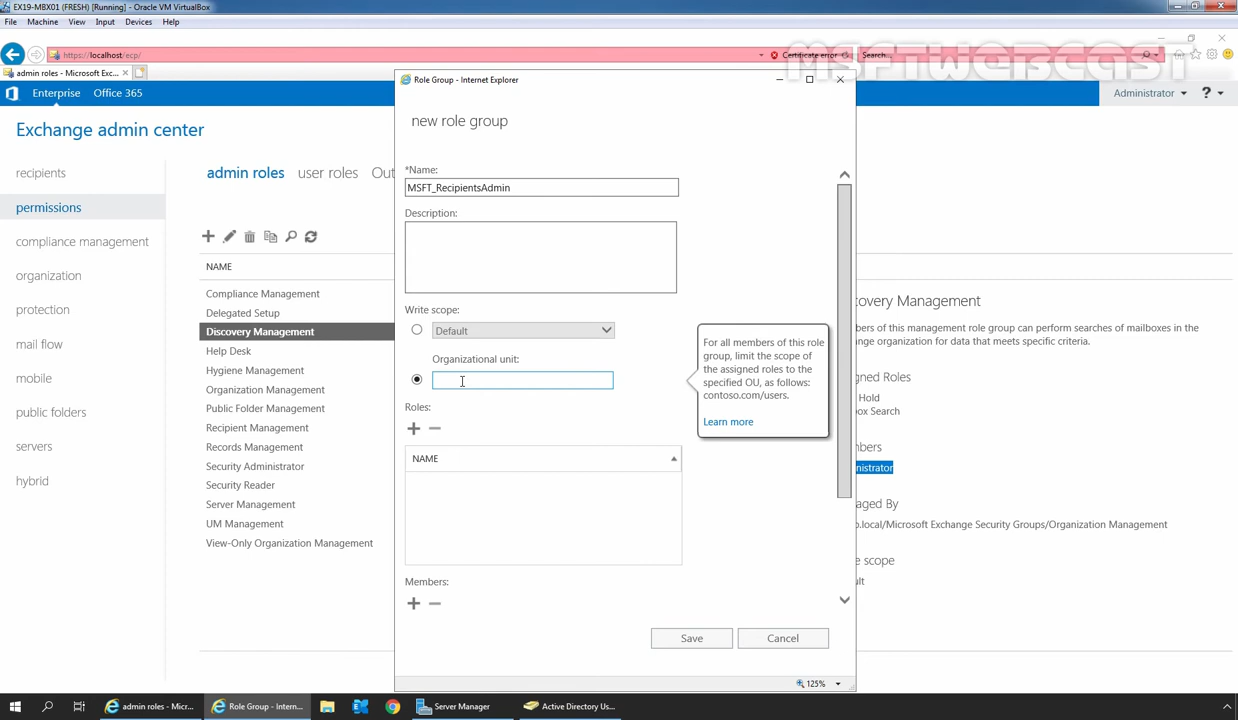 EX19-MBX01 (FRESH) [Running] - Oracle VM VirtualBox
File Machine View Input Devices Help
https://localhost/ecp/
Certificate error
Search...
MSFTWEBCAST
admin roles - Microsoft Exc...
Enterprise Office 365
Administrator ?
Exchange admin center
recipients
permissions
compliance management
organization
protection
mail flow
mobile
public folders
servers
hybrid
admin roles user roles Out
NAME
Compliance Management
Delegated Setup
Discovery Management
Help Desk
Hygiene Management
Organization Management
Public Folder Management
Recipient Management
Records Management
Security Administrator
Security Reader
Server Management
UM Management
View-Only Organization Management
Role Group - Internet Explorer
new role group
*Name:
MSFT_RecipientsAdmin
Description:
Write scope:
Default
Organizational unit:
Roles:
NAME
Members:
Save Cancel
125%
For all members of this role
group, limit the scope of
the assigned roles to the
specified OU, as follows:
contoso.com/users.
Learn more
covery Management
bers of this management role group can perform searches of mailboxes in the
nge organization for data that meets specific criteria.
igned Roles
Hold
box Search
mbers
inistrator
aged By
o.local/Microsoft Exchange Security Groups/Organization Management
e scope
ult
admin roles - Micros...
Role Group - Intern...
Server Manager
Active Directory Us...